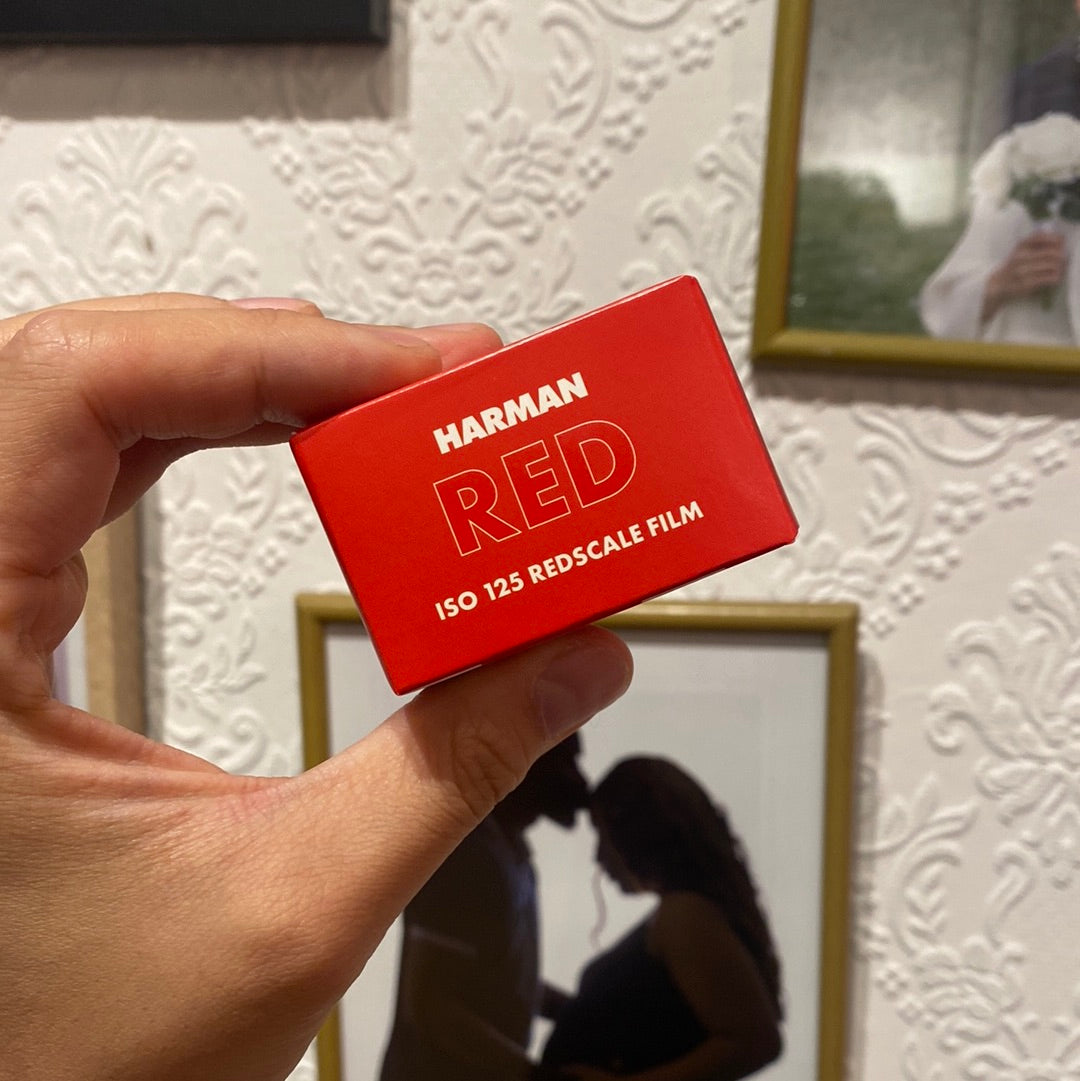 HARMAN
RED
ISO 125 REDSCALE FILM